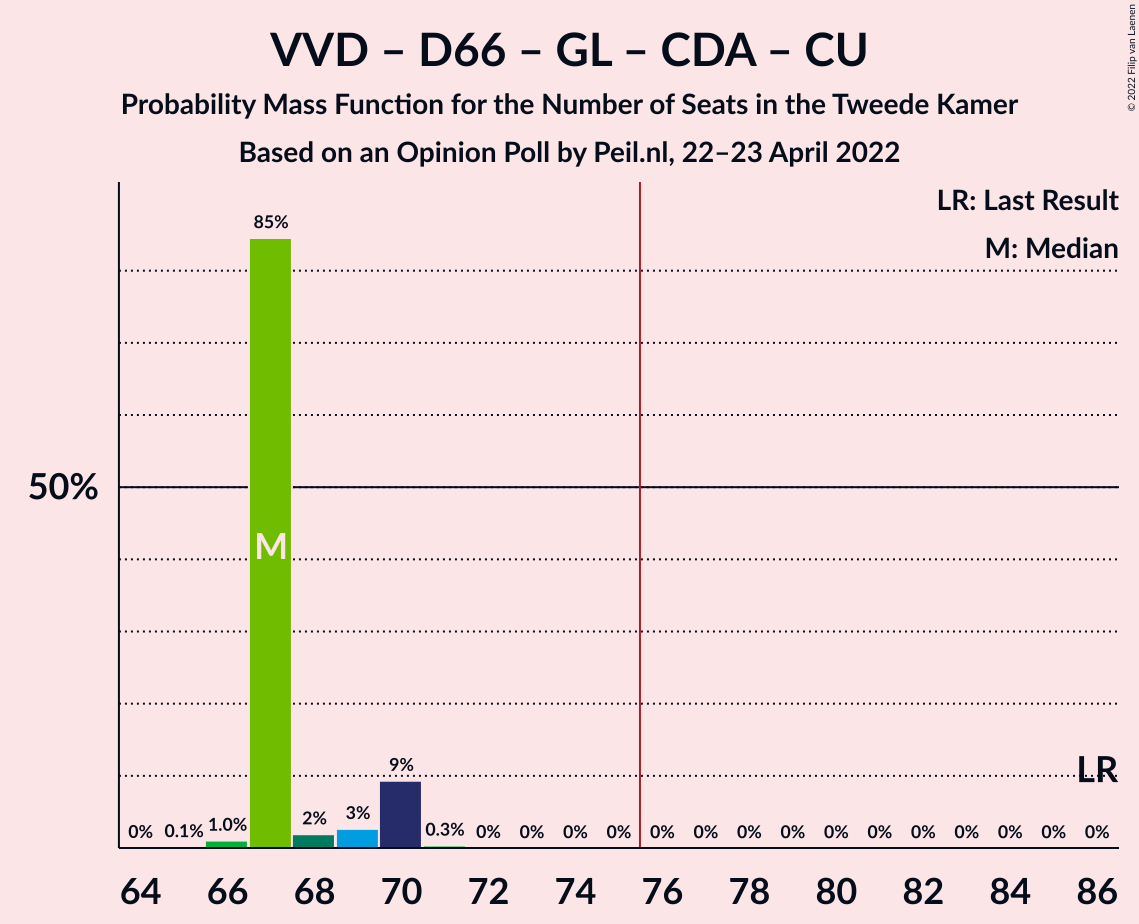 VVD – D66 – GL – CDA – CU
Probability Mass Function for the Number of Seats in the Tweede Kamer
Based on an Opinion Poll by Peil.nl, 22–23 April 2022
© 2022 Filip van Laenen
LR: Last Result
M: Median
85%
50%
M
9%
LR
0% 0.1% 1.0% 2% 3% 0.3% 0% 0% 0% 0% 0% 0% 0% 0% 0% 0% 0% 0% 0% 0% 0%
64 66 68 70 72 74 76 78 80 82 84 86